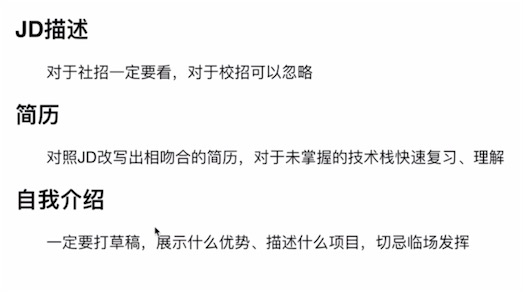 JD描述
对于社招一定要看，对于校招可以忽略
简历
对照JD改写出相吻合的简历，对于未掌握的技术栈快速复习、理解
自我介绍
一定要打草稿，展示什么优势、描述什么项目，切忌临场发挥